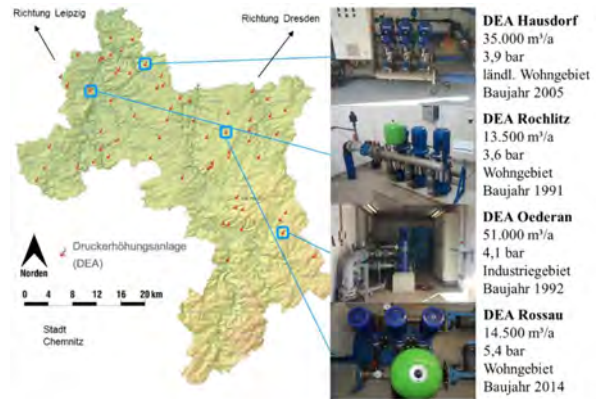 Richtung Leipzig
Richtung Dresden
Norden
Druckerhöhungsanlage
(DEA)
0 4 8 12 16 20 km
Stadt
Chemnitz
DEA Hausdorf
35.000 m³/a
3,9 bar
ländl. Wohngebiet
Baujahr 2005
DEA Rochlitz
13.500 m³/a
3,6 bar
Wohngebiet
Baujahr 1991
DEA Oederan
51.000 m³/a
4,1 bar
Industriegebiet
Baujahr 1992
DEA Rossau
14.500 m³/a
5,4 bar
Wohngebiet
Baujahr 2014